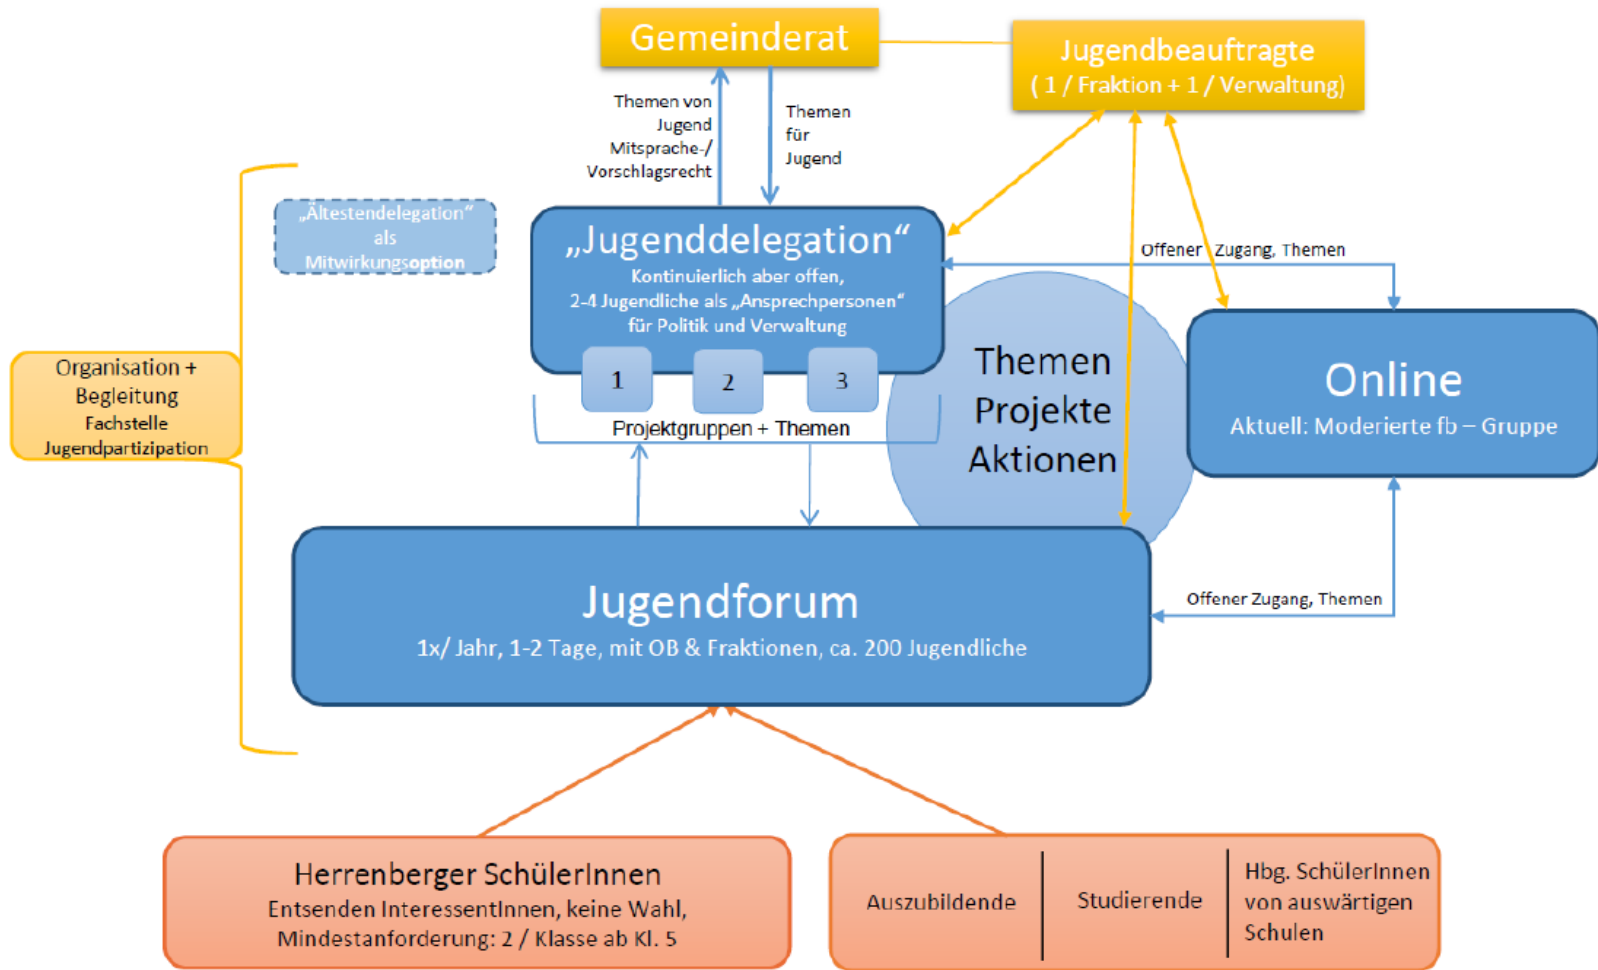 Gemeinderat
Jugendbeauftragte
( 1 / Fraktion + 1 / Verwaltung)
Themen von
Jugend
Mitsprache-/
Vorschlagsrecht
Themen
für
Jugend
„Ältestendelegation“
als
Mitwirkungsoption
„Jugenddelegation“
Kontinuierlich aber offen,
2-4 Jugendliche als „Ansprechpersonen“
für Politik und Verwaltung
1
2
3
Projektgruppen + Themen
Offener Zugang, Themen
Themen
Projekte
Aktionen
Online
Aktuell: Moderierte fb – Gruppe
Organisation +
Begleitung
Fachstelle
Jugendpartizipation
Jugendforum
1x/ Jahr, 1-2 Tage, mit OB & Fraktionen, ca. 200 Jugendliche
Offener Zugang, Themen
Herrenberger SchülerInnen
Entsenden InteressentInnen, keine Wahl,
Mindestanforderung: 2 / Klasse ab Kl. 5
Auszubildende
Studierende
Hbg. SchülerInnen
von auswärtigen
Schulen